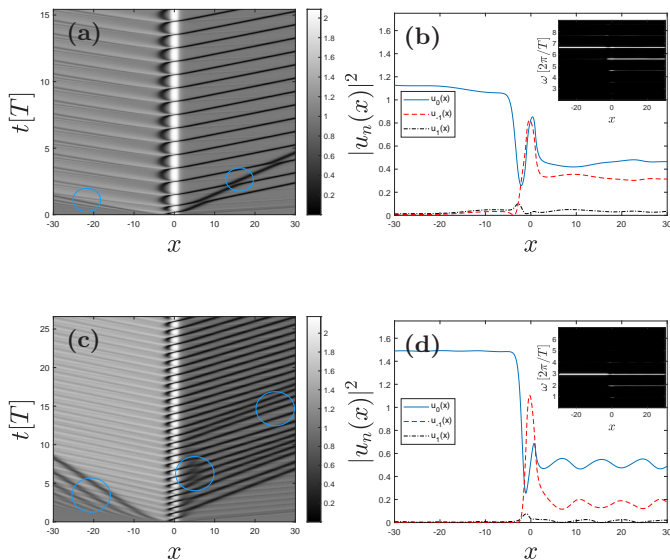 (a)
t[T]
15
10
5
0
-30 -20 -10 0 10 20 30
x
2
1.8
1.6
1.4
1.2
1
0.8
0.6
0.4
0.2
(b)
|u_n(x)|^2
1.6
1.4
1.2
1
0.8
0.6
0.4
0.2
0
-30 -20 -10 0 10 20 30
x
u_0(x)
u_-1(x)
u_1(x)
ω[2π/T]
8
7
6
5
4
3
-20 0 20
x
(c)
t[T]
25
20
15
10
5
0
-30 -20 -10 0 10 20 30
x
2
1.8
1.6
1.4
1.2
1
0.8
0.6
0.4
0.2
(d)
|u_n(x)|^2
1.6
1.4
1.2
1
0.8
0.6
0.4
0.2
0
-30 -20 -10 0 10 20 30
x
u_0(x)
u_-1(x)
u_1(x)
ω[2π/T]
6
5
4
3
2
1
-20 0 20
x